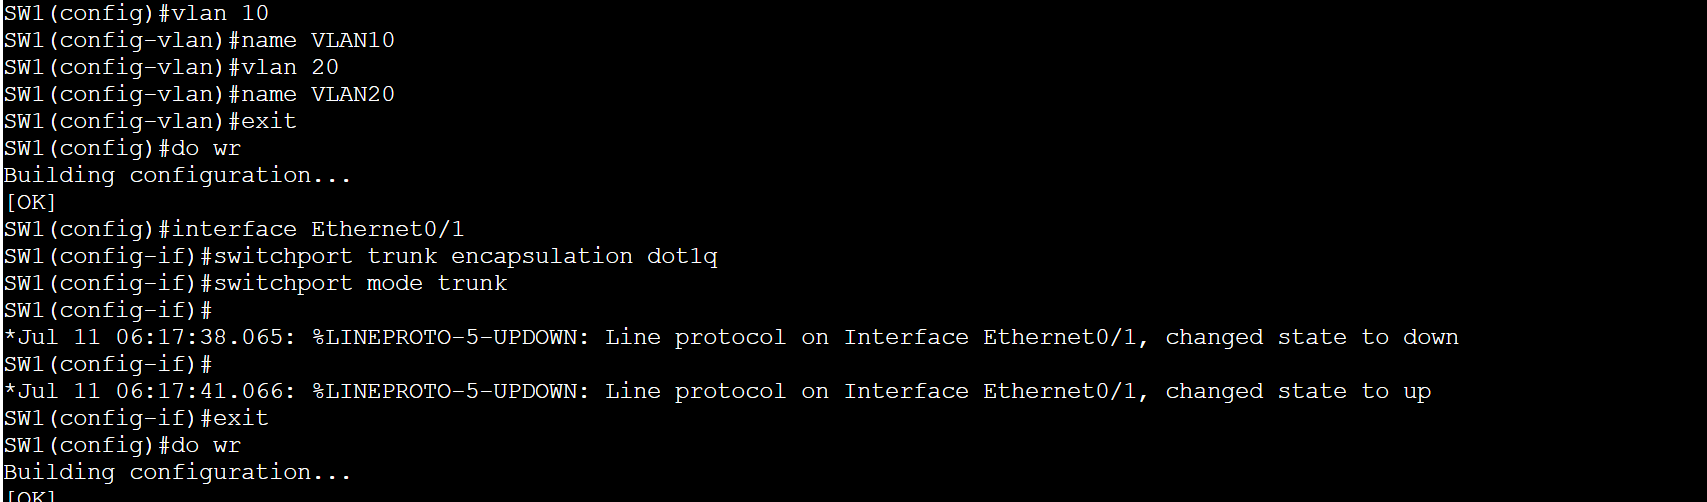 SW1(config)#vlan 10
SW1(config-vlan)#name VLAN10
SW1(config-vlan)#vlan 20
SW1(config-vlan)#name VLAN20
SW1(config-vlan)#exit
SW1(config)#do wr
Building configuration...
[OK]
SW1(config)#interface Ethernet0/1
SW1(config-if)#switchport trunk encapsulation dot1q
SW1(config-if)#switchport mode trunk
SW1(config-if)#
*Jul 11 06:17:38.065: %LINEPROTO-5-UPDOWN: Line protocol on Interface Ethernet0/1, changed state to down
SW1(config-if)#
*Jul 11 06:17:41.066: %LINEPROTO-5-UPDOWN: Line protocol on Interface Ethernet0/1, changed state to up
SW1(config-if)#exit
SW1(config)#do wr
Building configuration...
[OK]